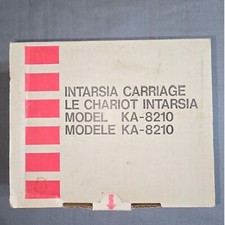 INTARSIA CARRIAGE
LE CHARIOT INTARSIA
MODEL KA-8210
MODELE KA-8210